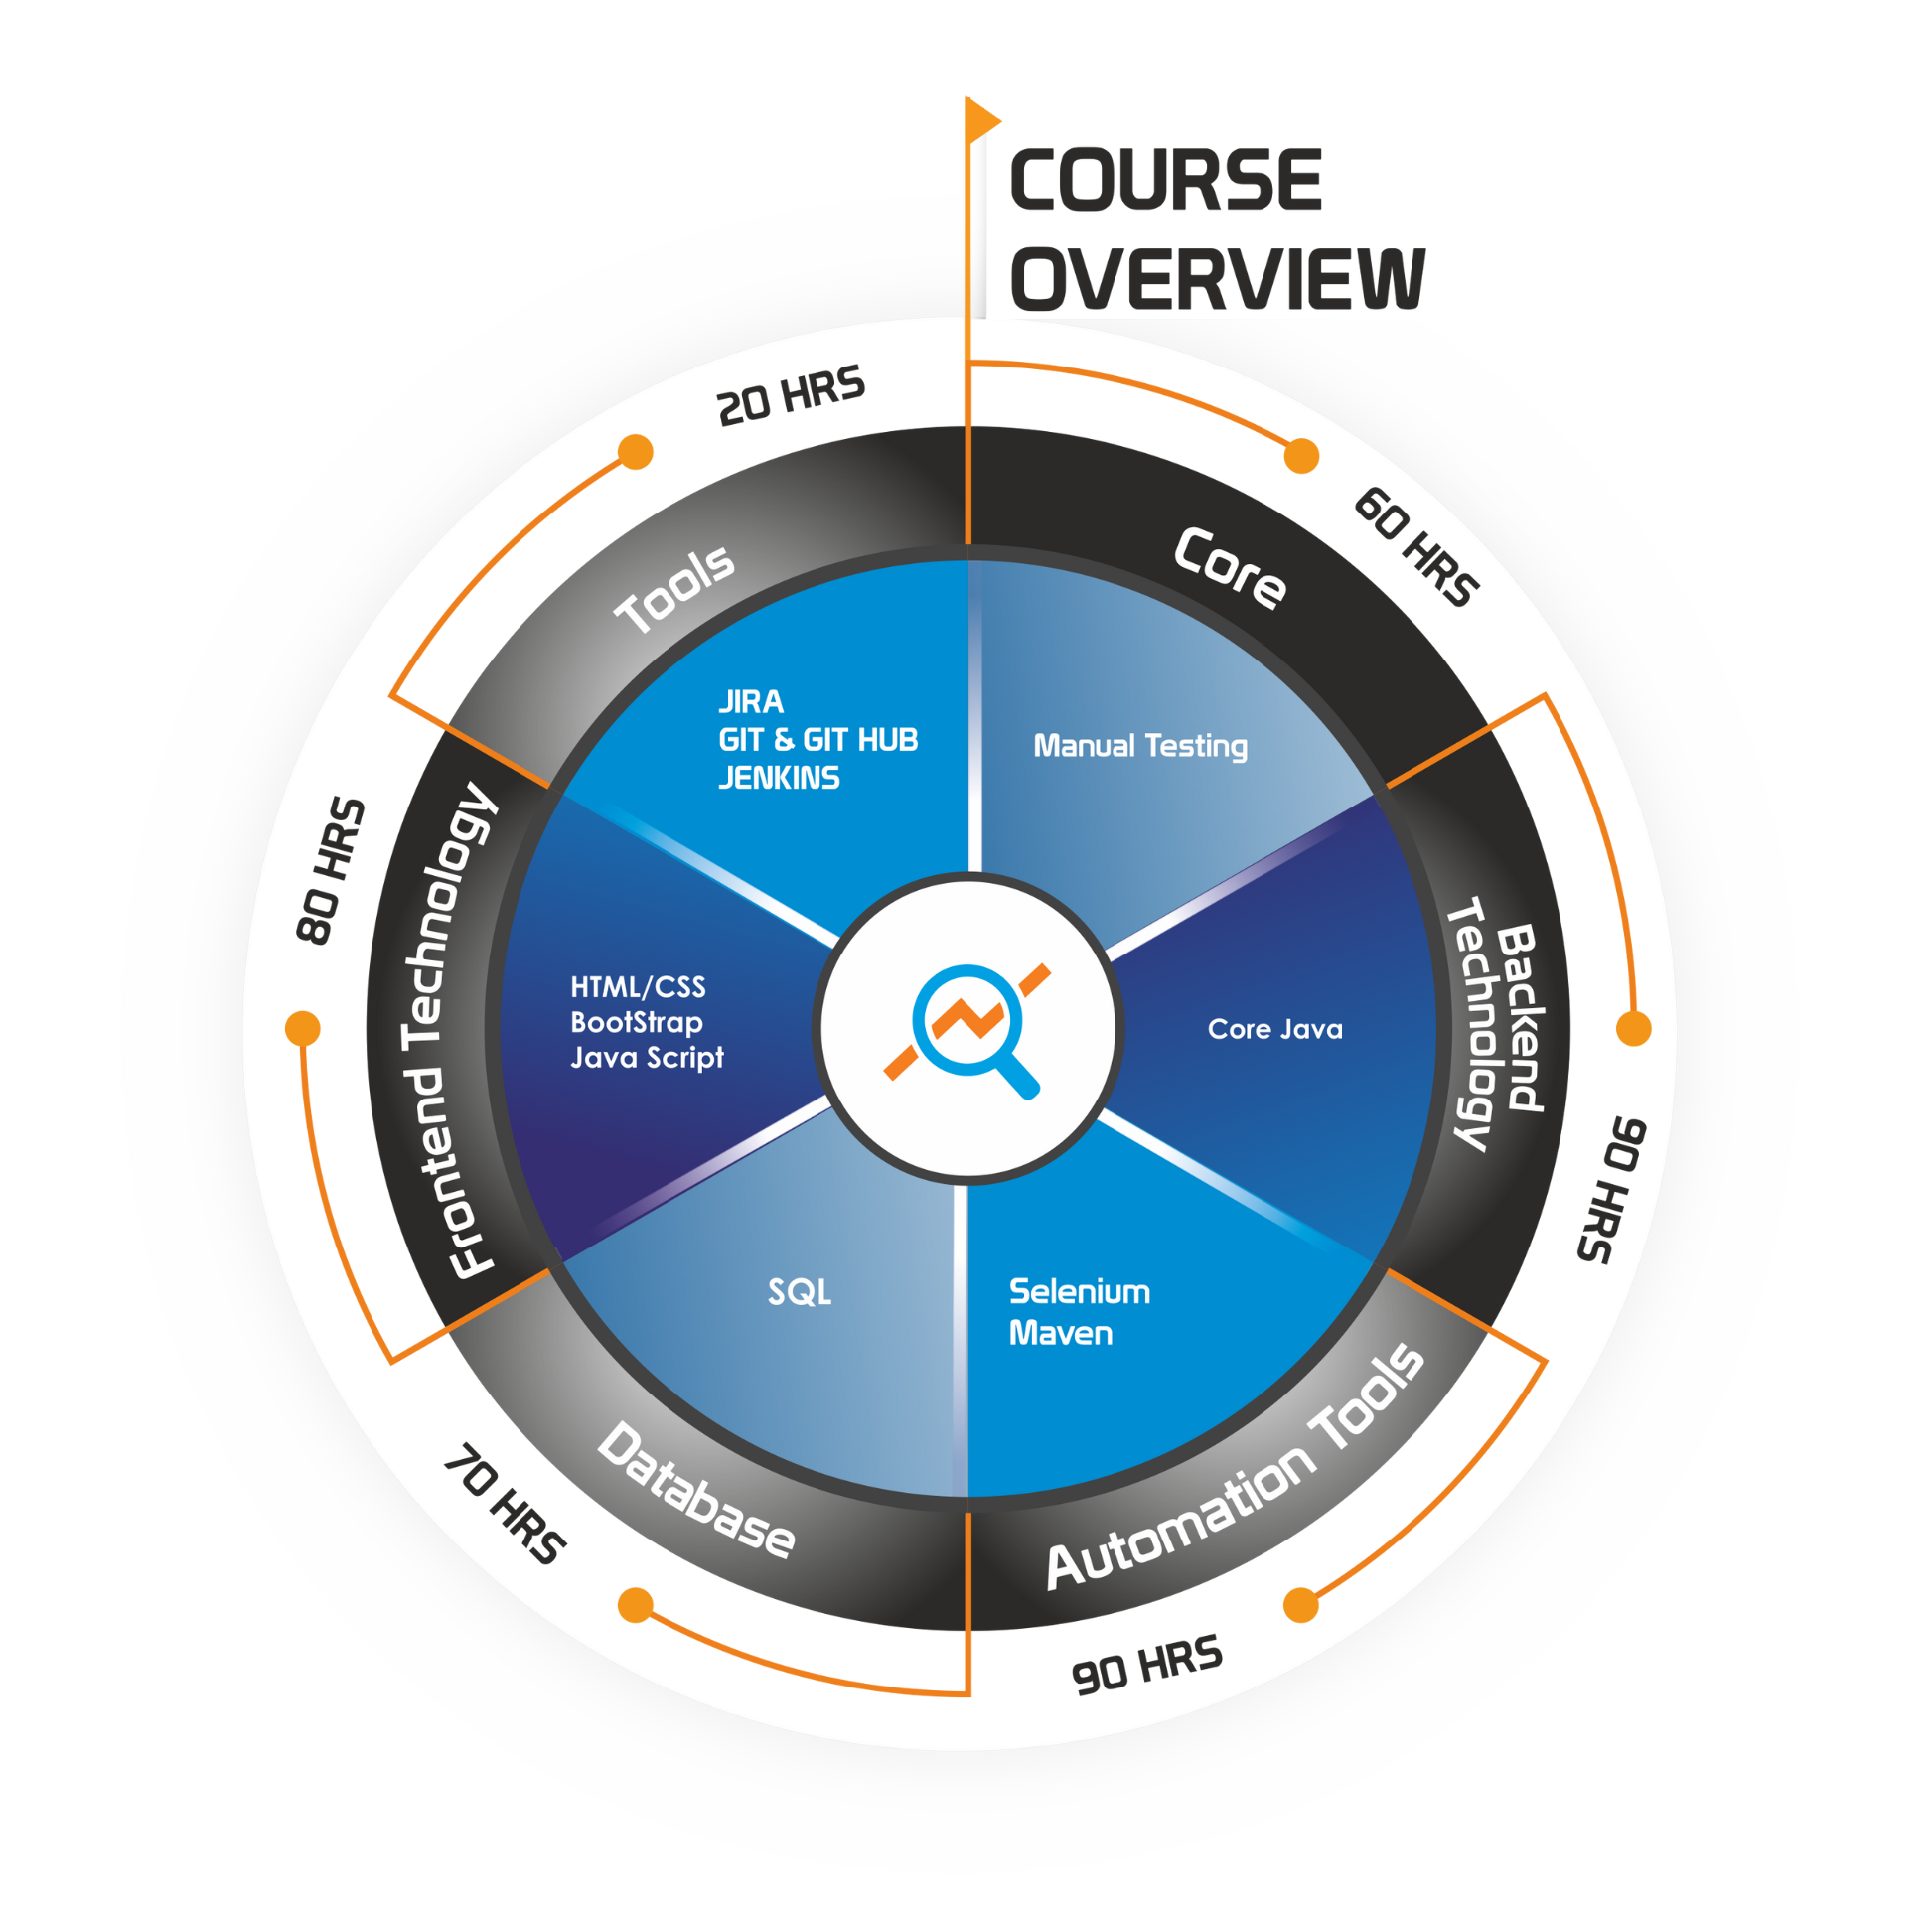 COURSE
OVERVIEW
60 HRS
Core
Manual Testing
90 HRS
Backend
Technology
Core Java
90 HRS
Automation Tools
Selenium
Maven
70 HRS
Database
SQL
80 HRS
Frontend Technology
HTML/CSS
BootStrap
Java Script
20 HRS
Tools
JIRA
GIT & GIT HUB
JENKINS